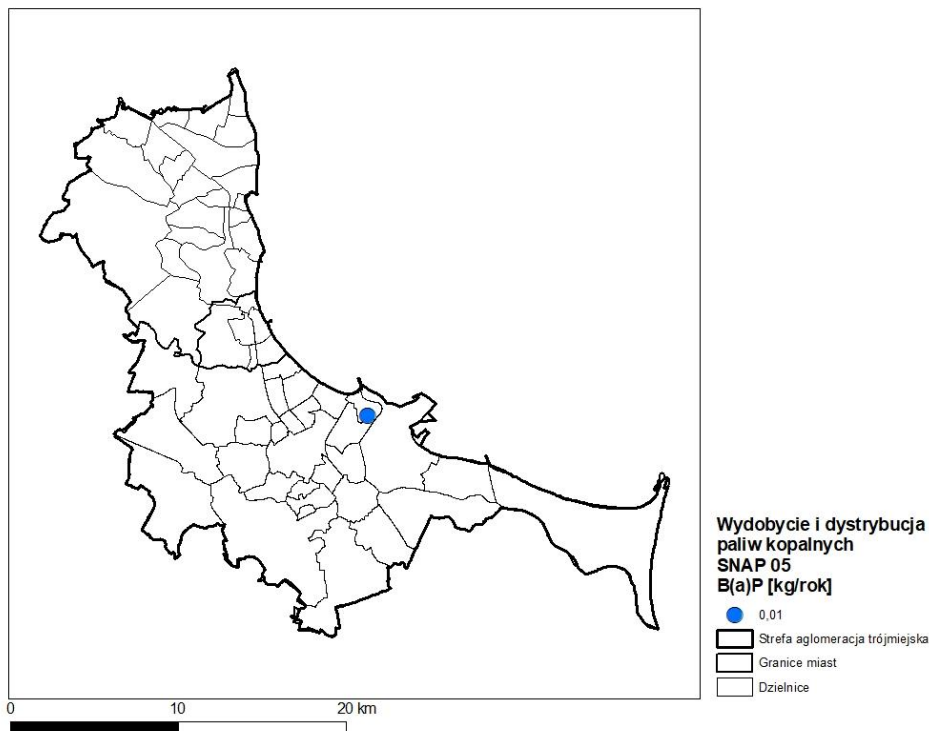 Wydobycie i dystrybucja
paliw kopalnych
SNAP 05
B(a)P [kg/rok]
0,01
Strefa aglomeracja trójmiejska
Granice miast
Dzielnice
0 10 20 km